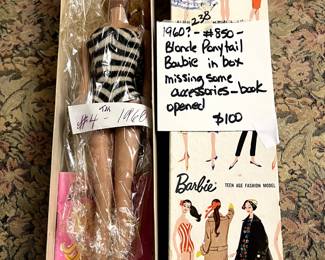 238
1960? - #850 -
Blonde Ponytail
Barbie in box
missing some
accessories - book
opened
$100
TM
#4 - 1960
Barbie
TEEN AGE FASHION MODEL